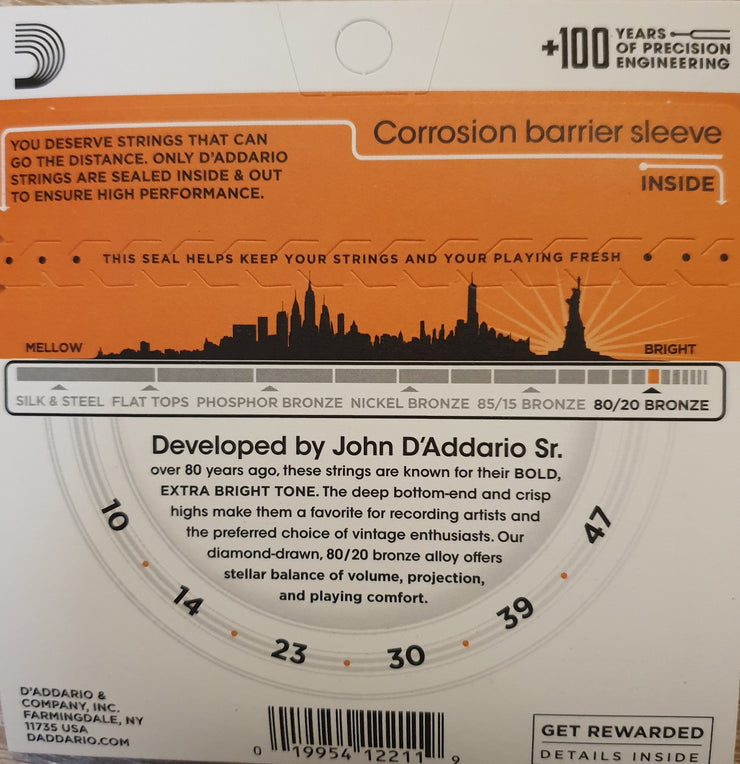 +100 YEARS
OF PRECISION
ENGINEERING
Corrosion barrier sleeve
INSIDE
YOU DESERVE STRINGS THAT CAN
GO THE DISTANCE. ONLY D'ADDARIO
STRINGS ARE SEALED INSIDE & OUT
TO ENSURE HIGH PERFORMANCE.
THIS SEAL HELPS KEEP YOUR STRINGS AND YOUR PLAYING FRESH
MELLOW
BRIGHT
SILK & STEEL FLAT TOPS PHOSPHOR BRONZE NICKEL BRONZE 85/15 BRONZE 80/20 BRONZE
Developed by John D'Addario Sr.
over 80 years ago, these strings are known for their BOLD,
EXTRA BRIGHT TONE. The deep bottom-end and crisp
highs make them a favorite for recording artists and
the preferred choice of vintage enthusiasts. Our
diamond-drawn, 80/20 bronze alloy offers
stellar balance of volume, projection,
and playing comfort.
10 • 14 • 23 • 30 • 39 • 47
D'ADDARIO &
COMPANY, INC.
FARMINGDALE, NY
11735 USA
DADDARIO.COM
0 19954 12211 9
GET REWARDED
DETAILS INSIDE